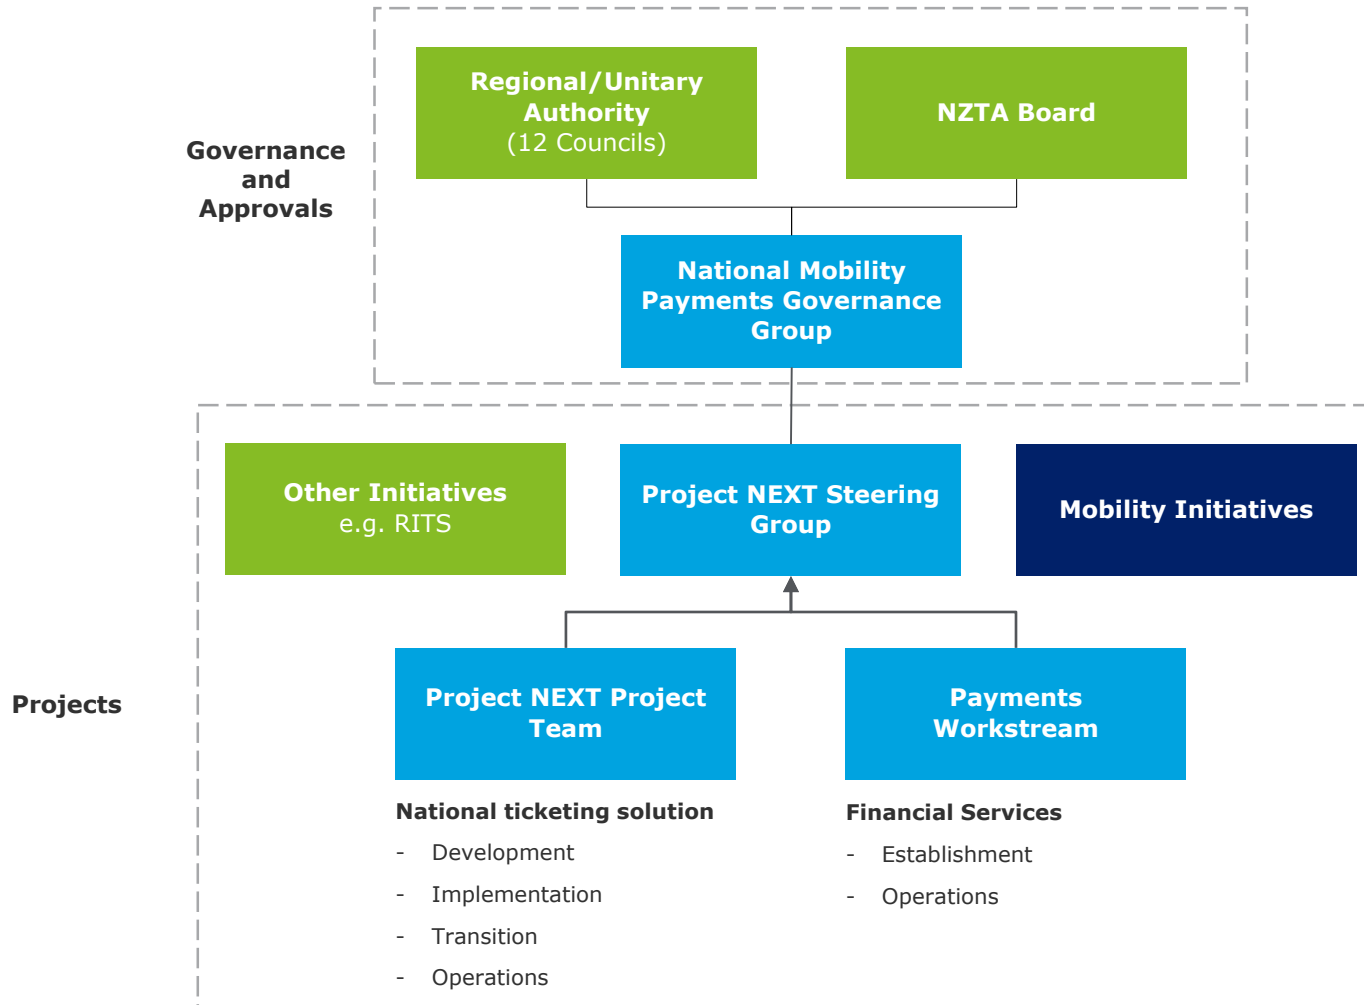 Governance
and
Approvals
Regional/Unitary
Authority
(12 Councils)
NZTA Board
National Mobility
Payments Governance
Group
Projects
Other Initiatives
e.g. RITS
Project NEXT Steering
Group
Mobility Initiatives
Project NEXT Project
Team
Payments
Workstream
National ticketing solution
- Development
- Implementation
- Transition
- Operations
Financial Services
- Establishment
- Operations